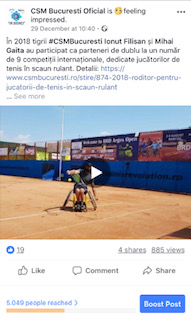 CSM Bucuresti Oficial is feeling
impressed.
29 December at 10:40
În 2018 tigrii #CSMBucuresti Ionut Filisan și Mihai
Gaita au participat ca parteneri de dublu la un număr
de 9 competiții internaționale, dedicate jucătorilor de
tenis în scaun rulant. Detalii: https://
www.csmbucuresti.ro/stire/874-2018-roditor-pentru-
jucatorii-de-tenis-in-scaun-rulant
... See more
19
4 shares 885 views
Like Comment Share
5.049 people reached >
Boost Post